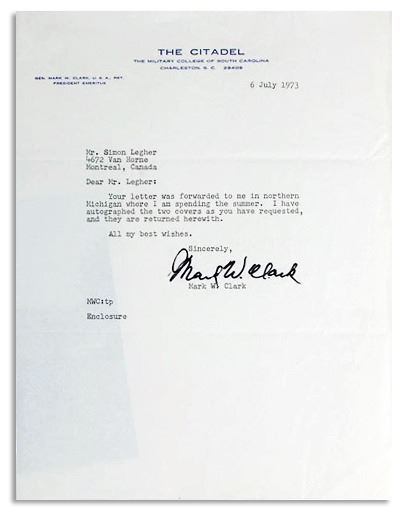 THE CITADEL
THE MILITARY COLLEGE OF SOUTH CAROLINA
CHARLESTON, S. C. 29409
GEN. MARK W. CLARK, U. S. A., RET.
PRESIDENT EMERITUS
6 July 1973
Mr. Simon Legher
4672 Van Horne
Montreal, Canada
Dear Mr. Legher:
Your letter was forwarded to me in northern
Michigan where I am spending the summer. I have
autographed the two covers as you have requested,
and they are returned herewith.
All my best wishes.
Sincerely,
Mark W. Clark
Mark W. Clark
MWC:tp
Enclosure